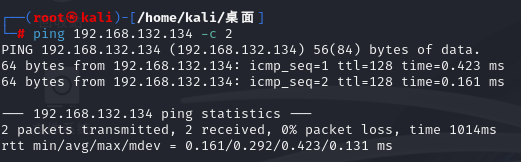 ┌──(root㉿kali)-[/home/kali/桌面]
└─# ping 192.168.132.134 -c 2
PING 192.168.132.134 (192.168.132.134) 56(84) bytes of data.
64 bytes from 192.168.132.134: icmp_seq=1 ttl=128 time=0.423 ms
64 bytes from 192.168.132.134: icmp_seq=2 ttl=128 time=0.161 ms
--- 192.168.132.134 ping statistics ---
2 packets transmitted, 2 received, 0% packet loss, time 1014ms
rtt min/avg/max/mdev = 0.161/0.292/0.423/0.131 ms